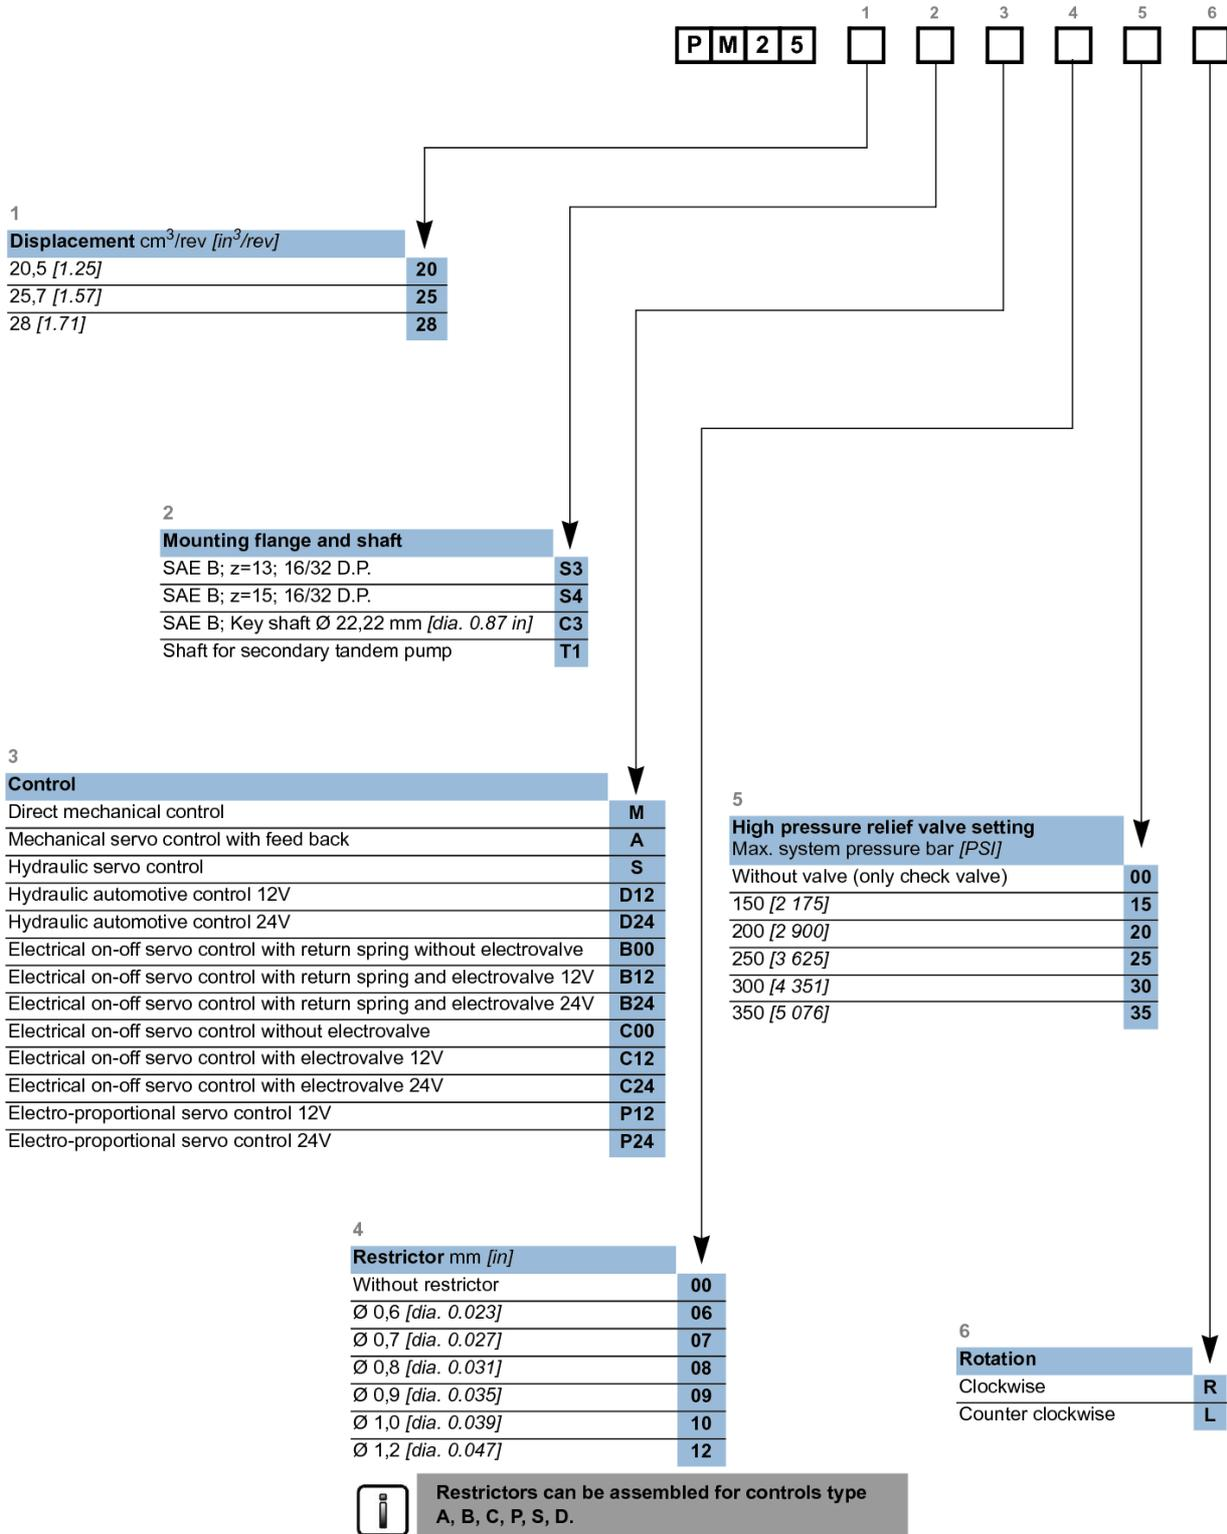 1 2 3 4 5 6
P M 2 5
1
Displacement cm3/rev [in3/rev]
20,5 [1.25] 20
25,7 [1.57] 25
28 [1.71] 28
2
Mounting flange and shaft
SAE B; z=13; 16/32 D.P. S3
SAE B; z=15; 16/32 D.P. S4
SAE B; Key shaft Ø 22,22 mm [dia. 0.87 in] C3
Shaft for secondary tandem pump T1
3
Control
Direct mechanical control M
Mechanical servo control with feed back A
Hydraulic servo control S
Hydraulic automotive control 12V D12
Hydraulic automotive control 24V D24
Electrical on-off servo control with return spring without electrovalve B00
Electrical on-off servo control with return spring and electrovalve 12V B12
Electrical on-off servo control with return spring and electrovalve 24V B24
Electrical on-off servo control without electrovalve C00
Electrical on-off servo control with electrovalve 12V C12
Electrical on-off servo control with electrovalve 24V C24
Electro-proportional servo control 12V P12
Electro-proportional servo control 24V P24
5
High pressure relief valve setting
Max. system pressure bar [PSI]
Without valve (only check valve) 00
150 [2 175] 15
200 [2 900] 20
250 [3 625] 25
300 [4 351] 30
350 [5 076] 35
4
Restrictor mm [in]
Without restrictor 00
Ø 0,6 [dia. 0.023] 06
Ø 0,7 [dia. 0.027] 07
Ø 0,8 [dia. 0.031] 08
Ø 0,9 [dia. 0.035] 09
Ø 1,0 [dia. 0.039] 10
Ø 1,2 [dia. 0.047] 12
6
Rotation
Clockwise R
Counter clockwise L
i
Restrictors can be assembled for controls type
A, B, C, P, S, D.